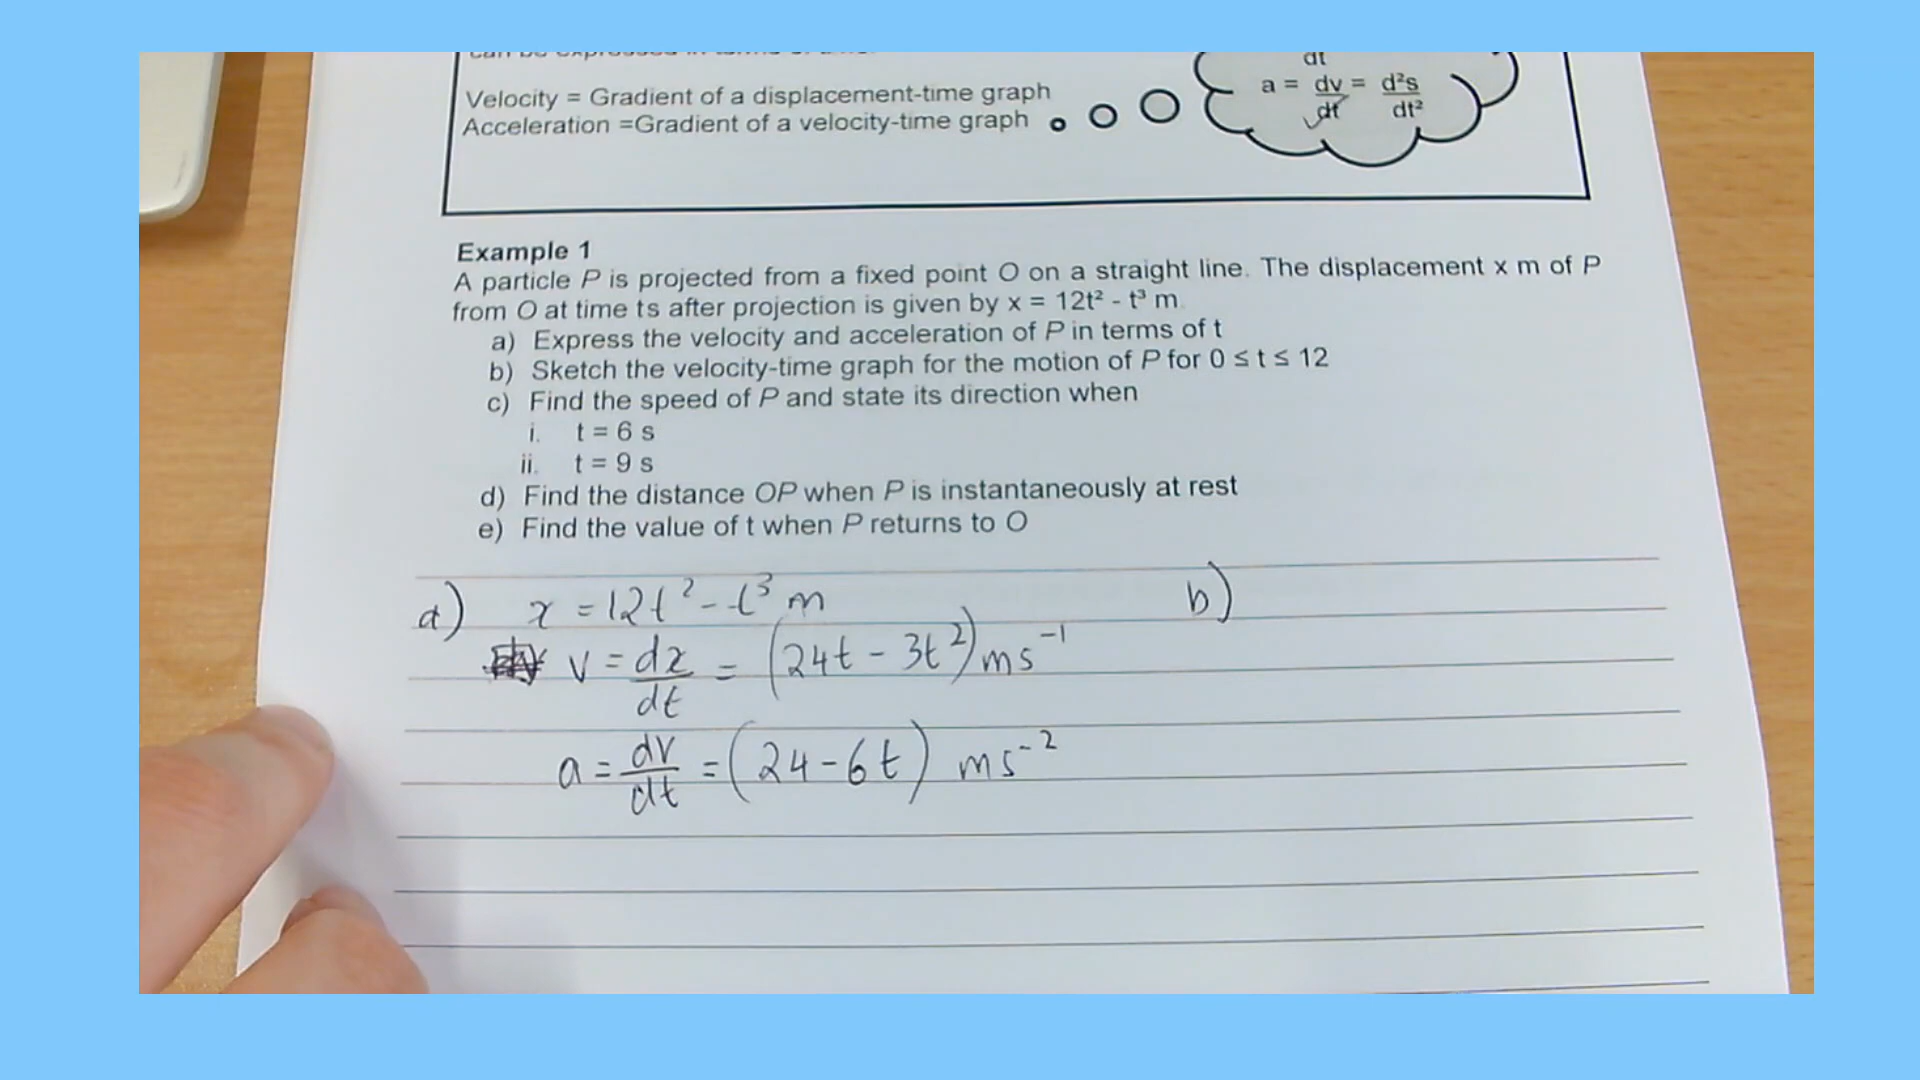 Velocity = Gradient of a displacement-time graph
Acceleration =Gradient of a velocity-time graph
dt
a = dv = d²s
dt dt²
Example 1
A particle P is projected from a fixed point O on a straight line. The displacement x m of P
from O at time ts after projection is given by x = 12t² - t³ m
a) Express the velocity and acceleration of P in terms of t
b) Sketch the velocity-time graph for the motion of P for 0 ≤ t ≤ 12
c) Find the speed of P and state its direction when
i. t = 6 s
ii. t = 9 s
d) Find the distance OP when P is instantaneously at rest
e) Find the value of t when P returns to O
a) x = 12t² - t³ m
v = dx/dt = (24t - 3t²) ms⁻¹
a = dv/dt = (24 - 6t) ms⁻²
b)